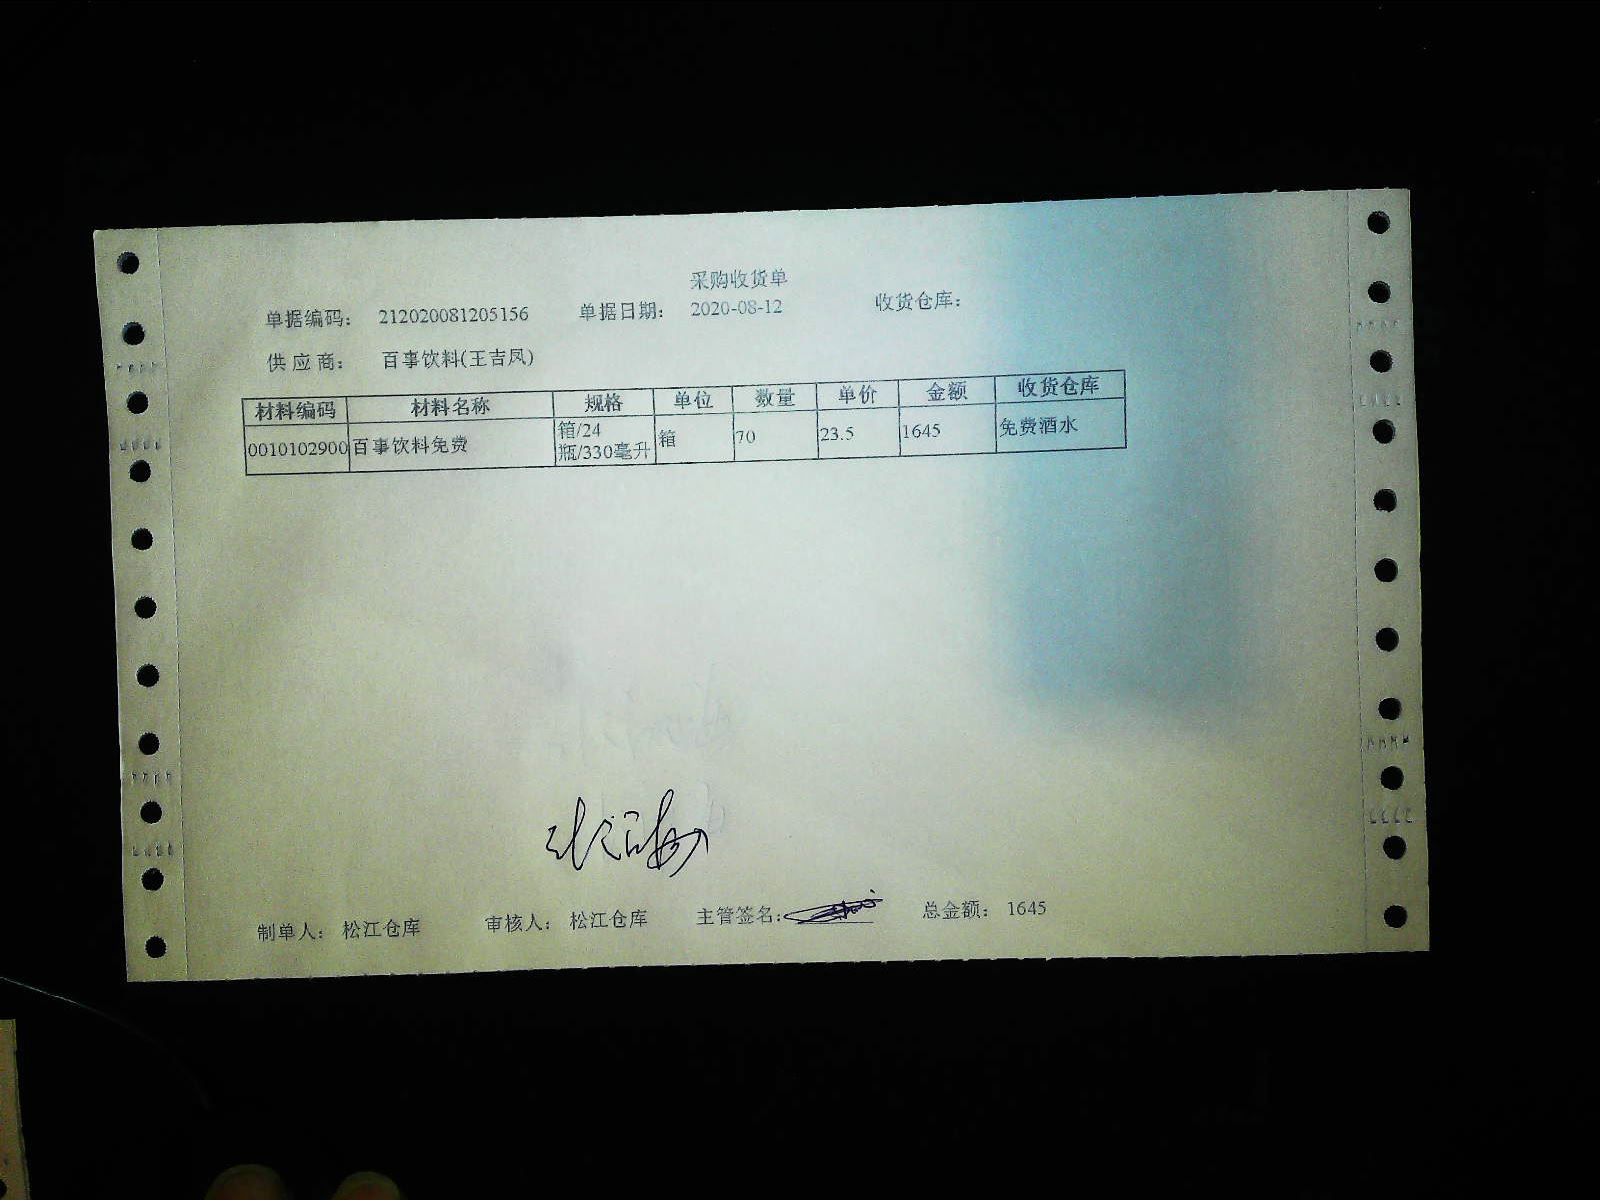 采购收货单
单据编码： 212020081205156 单据日期： 2020-08-12 收货仓库：
供 应 商： 百事饮料(王吉凤)
材料编码 材料名称 规格 单位 数量 单价 金额 收货仓库
0010102900 百事饮料免费 箱/24瓶/330毫升 箱 70 23.5 1645 免费酒水
制单人： 松江仓库 审核人： 松江仓库 主管签名： 总金额： 1645